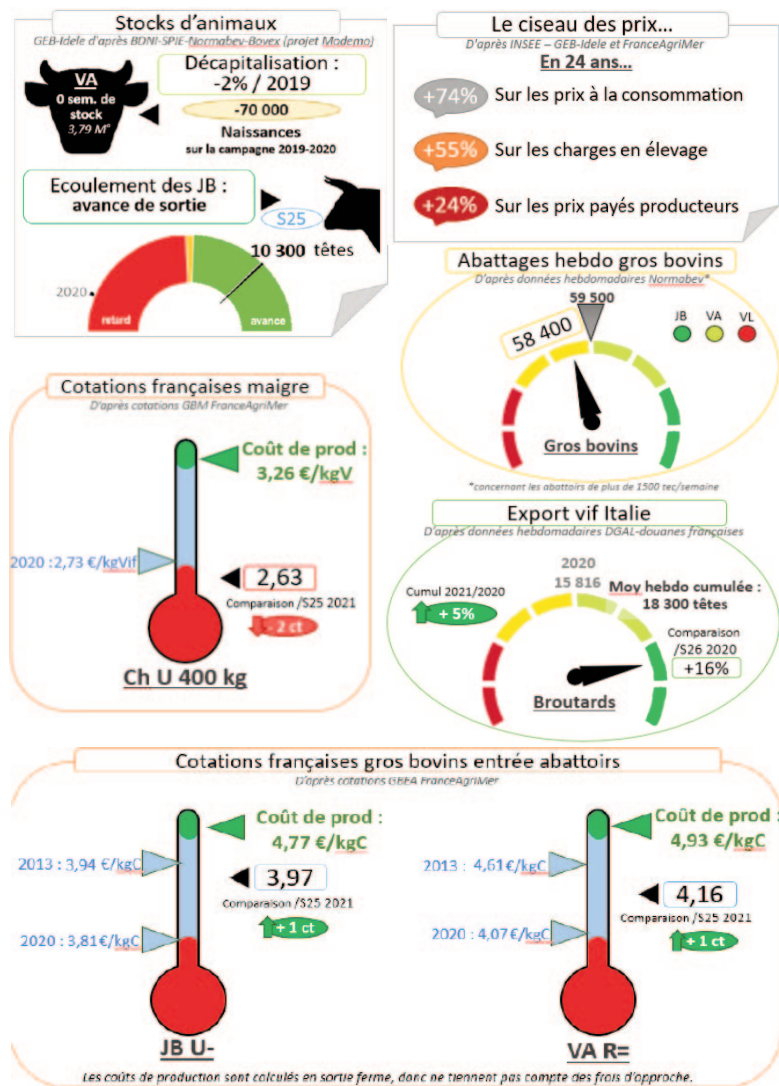 Stocks d'animaux
GEB-Idele d'après BDNI-SPIE-Normabev-Bovex (projet Modemo)
VA
0 sem. de
stock
3,79 M°
Décapitalisation :
-2% / 2019
-70 000
Naissances
sur la campagne 2019-2020
Ecoulement des JB :
avance de sortie
S25
10 300 têtes
2020
retard
avance
Le ciseau des prix...
D'après INSEE – GEB-Idele et FranceAgriMer
En 24 ans...
+74% Sur les prix à la consommation
+55% Sur les charges en élevage
+24% Sur les prix payés producteurs
Abattages hebdo gros bovins
D'après données hebdomadaires Normabev*
59 500
58 400
JB VA VL
Gros bovins
*concernant les abattoirs de plus de 1500 tec/semaine
Cotations françaises maigre
D'après cotations GBM FranceAgriMer
Coût de prod :
3,26 €/kgV
2020 :2,73 €/kgVif
2,63
Comparaison /S25 2021
- 2 ct
Ch U 400 kg
Export vif Italie
D'après données hebdomadaires DGAL-douanes françaises
2020
15 816
Cumul 2021/2020
+ 5%
Moy hebdo cumulée :
18 300 têtes
Comparaison
/S26 2020
+16%
Broutards
Cotations françaises gros bovins entrée abattoirs
D'après cotations GBEA FranceAgriMer
Coût de prod :
4,77 €/kgC
2013 : 3,94 €/kgC
3,97
Comparaison /S25 2021
+ 1 ct
2020 : 3,81€/kgC
JB U-
Coût de prod :
4,93 €/kgC
2013 : 4,61€/kgC
4,16
Comparaison /S25 2021
+ 1 ct
2020 : 4,07 €/kgC
VA R=
Les coûts de production sont calculés en sortie ferme, donc ne tiennent pas compte des frais d'approche.